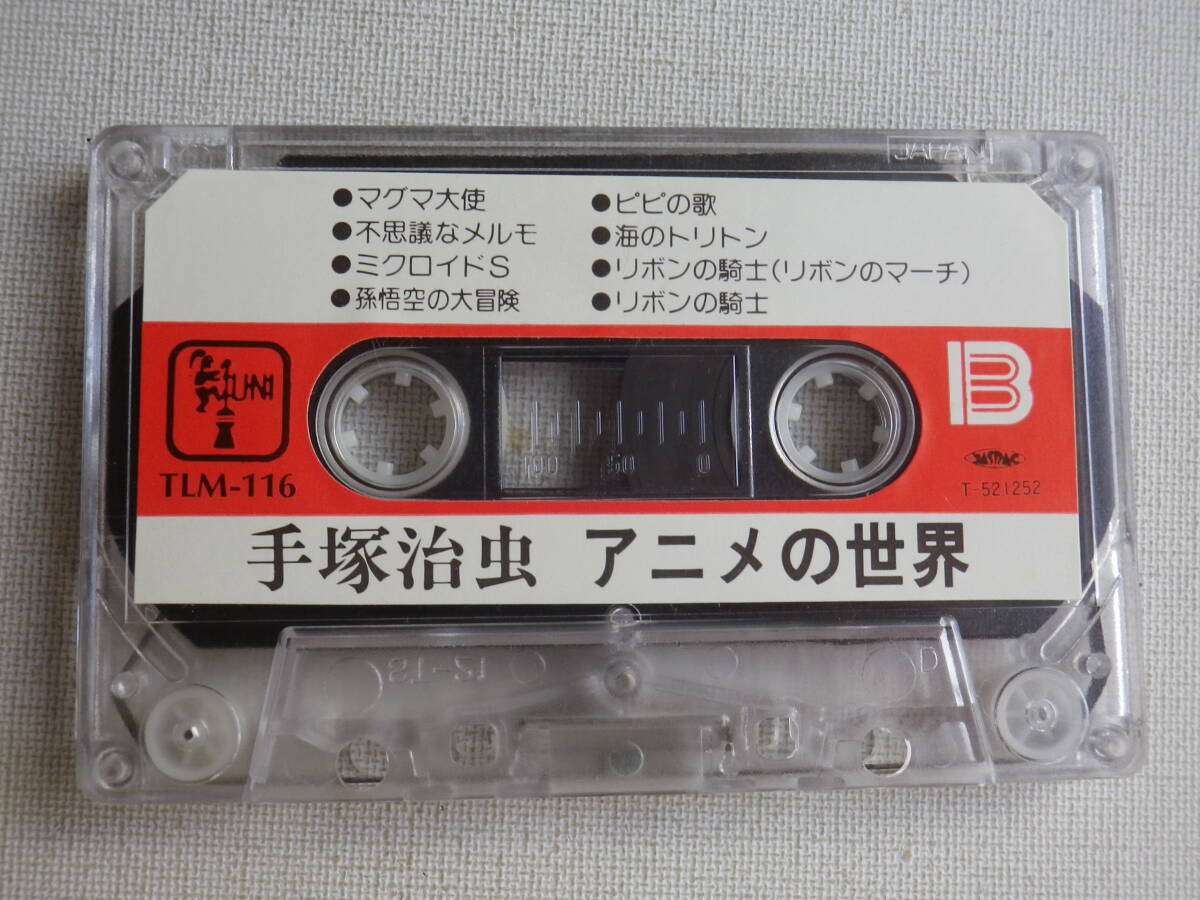 JAPAN
●マグマ大使
●不思議なメルモ
●ミクロイドS
●孫悟空の大冒険
●ピピの歌
●海のトリトン
●リボンの騎士(リボンのマーチ)
●リボンの騎士
TLM-116
100 50 0
B
JASRAC
T-521252
手塚治虫 アニメの世界